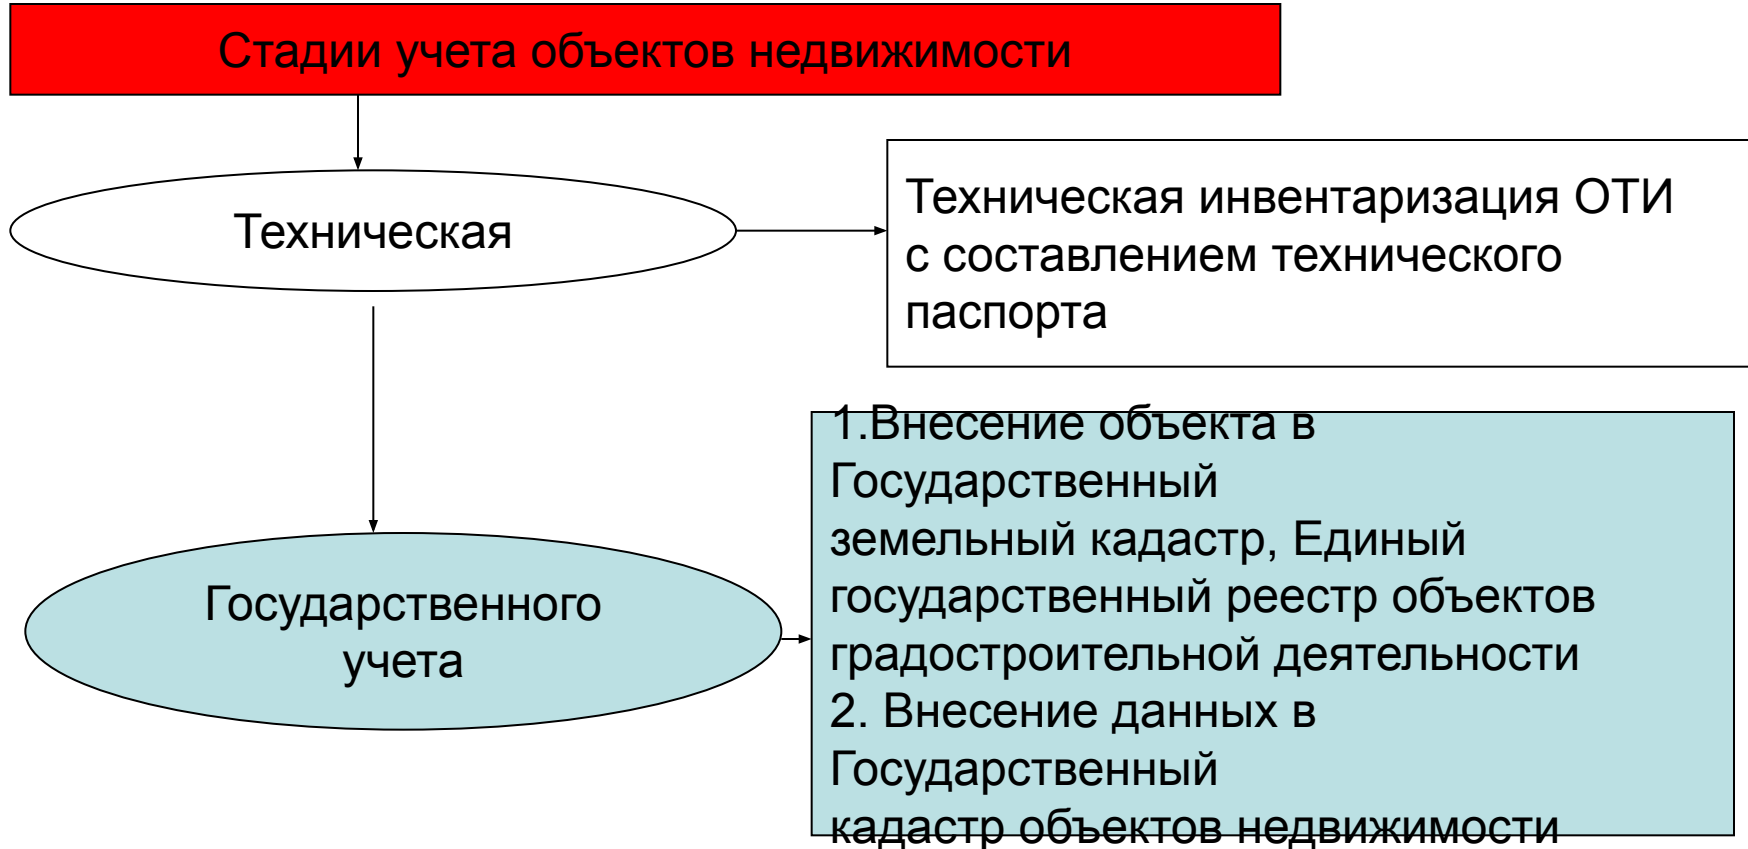 Стадии учета объектов недвижимости
Техническая
Техническая инвентаризация ОТИ
с составлением технического
паспорта
Государственного
учета
1.Внесение объекта в
Государственный
земельный кадастр, Единый
государственный реестр объектов
градостроительной деятельности
2. Внесение данных в
Государственный
кадастр объектов недвижимости